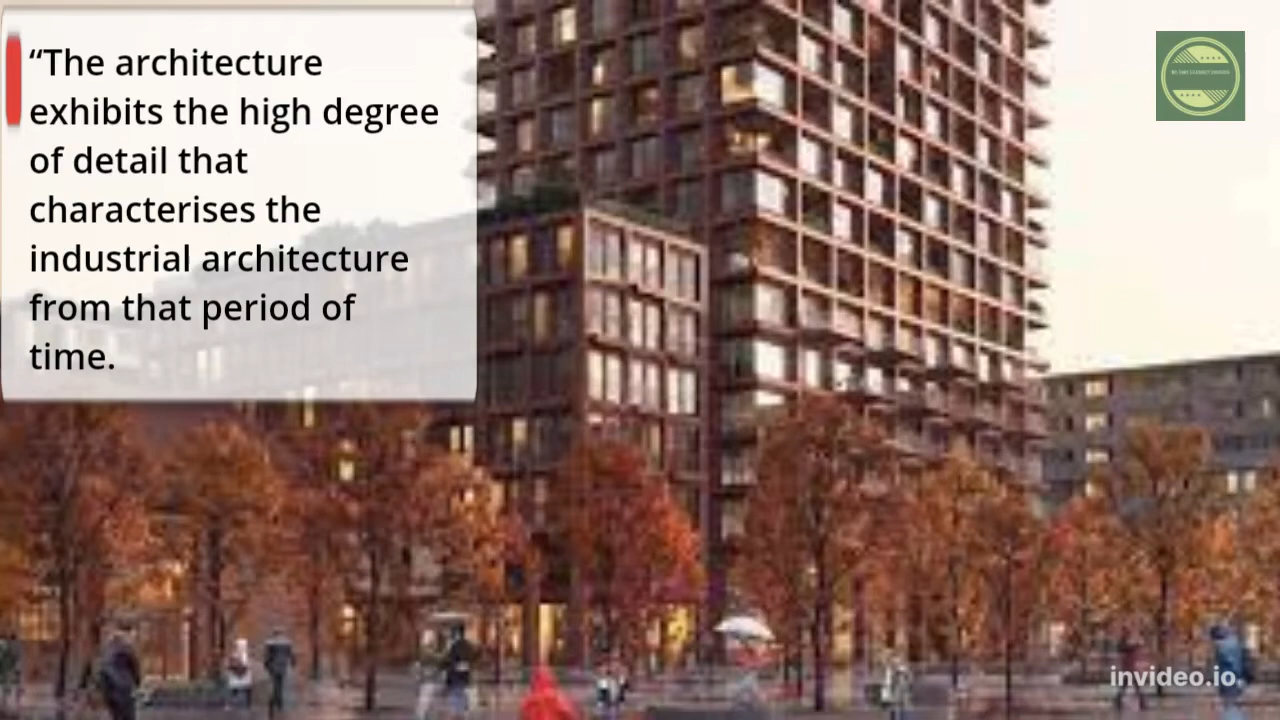 “The architecture
exhibits the high degree
of detail that
characterises the
industrial architecture
from that period of
time.
invideo.io